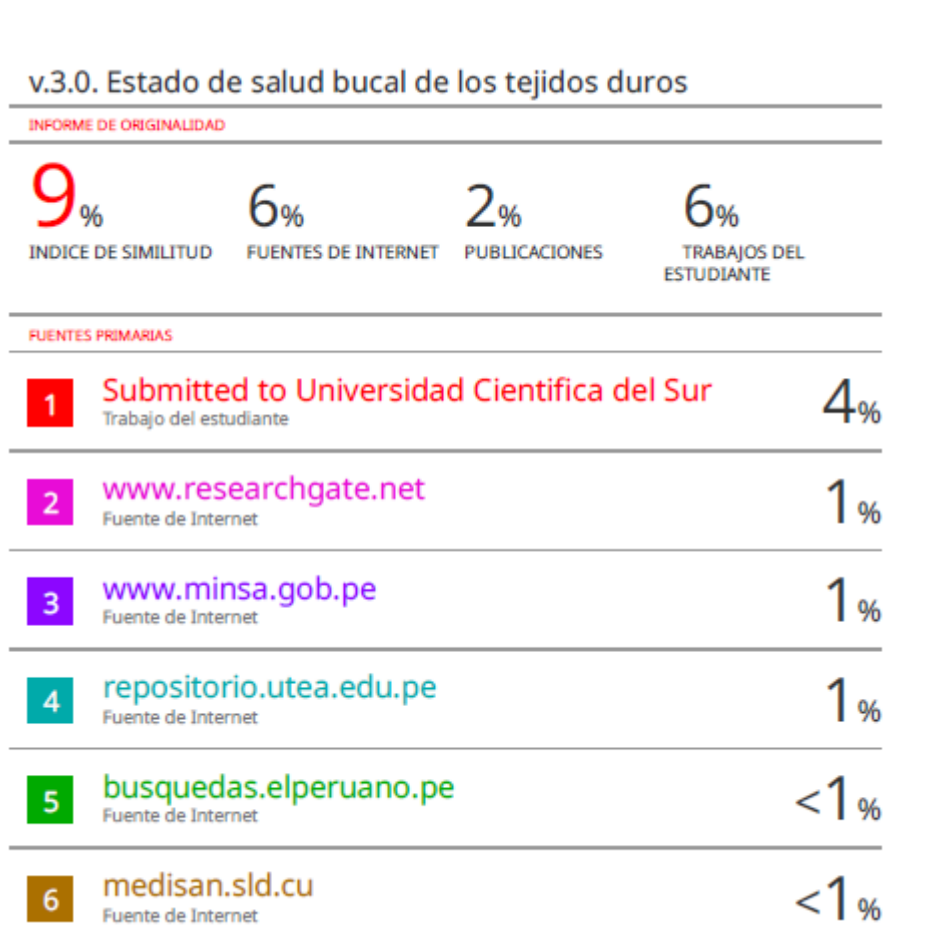 v.3.0. Estado de salud bucal de los tejidos duros
INFORME DE ORIGINALIDAD
9% 6% 2% 6%
INDICE DE SIMILITUD FUENTES DE INTERNET PUBLICACIONES TRABAJOS DEL
ESTUDIANTE
FUENTES PRIMARIAS
1 Submitted to Universidad Cientifica del Sur 4%
Trabajo del estudiante
2 www.researchgate.net 1%
Fuente de Internet
3 www.minsa.gob.pe 1%
Fuente de Internet
4 repositorio.utea.edu.pe 1%
Fuente de Internet
5 busquedas.elperuano.pe <1%
Fuente de Internet
6 medisan.sld.cu <1%
Fuente de Internet